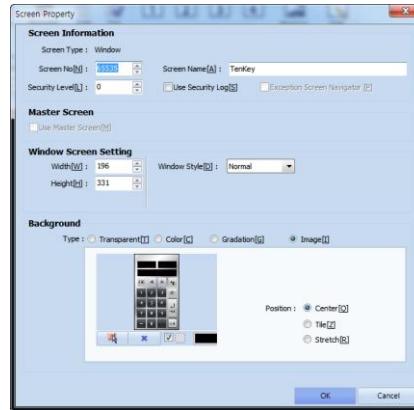 Screen Property
Screen Information
Screen Type : Window
Screen No[N] : 65535 Screen Name[A] : TenKey
Security Level[L] : 0 Use Security Log[S] Exception Screen Navigator [P]
Master Screen
Use Master Screen[M]
Window Screen Setting
Width[W] : 196 Window Style[D] : Normal
Height[H] : 331
Background
Type : Transparent[T] Color[C] Gradation[G] Image[I]
Position : Center[O]
Tile[Z]
Stretch[R]
OK Cancel